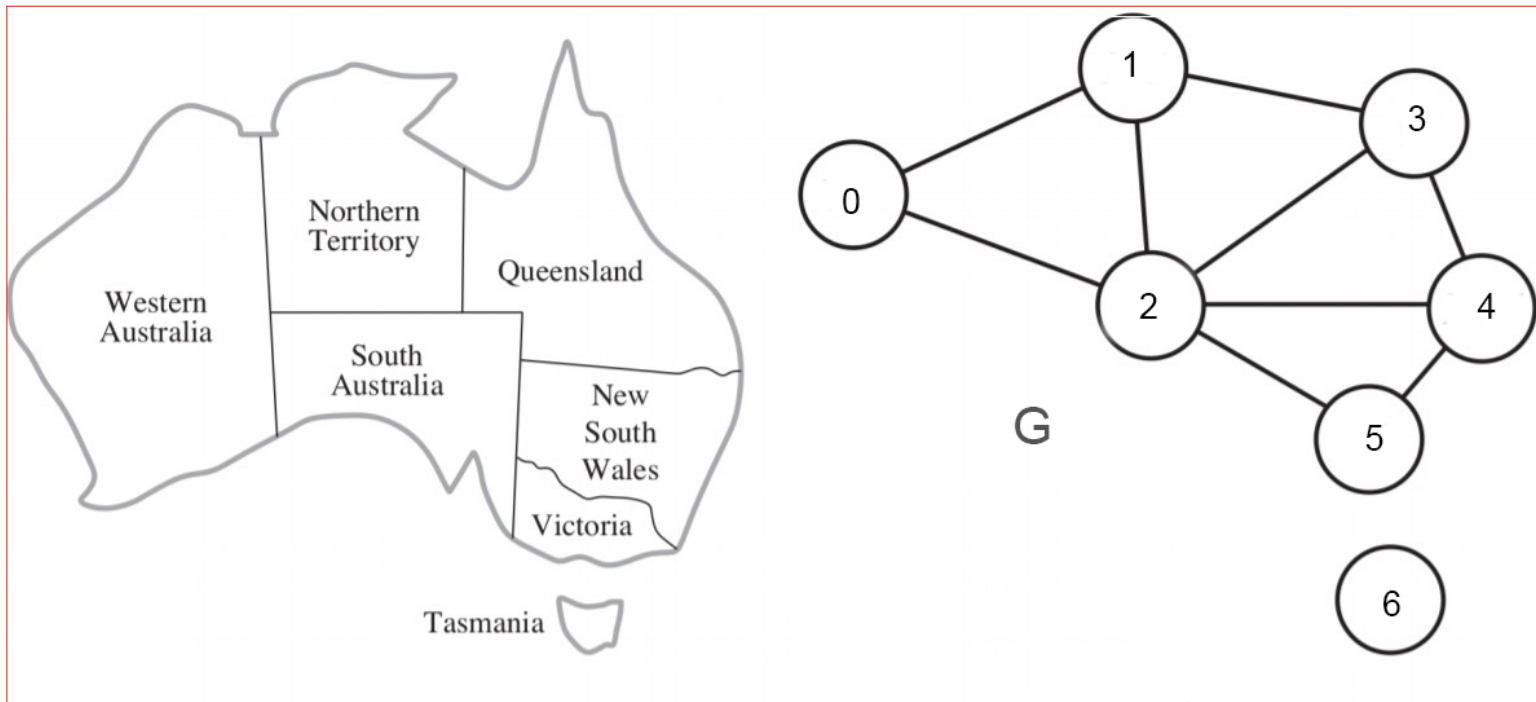 Northern
Territory
Western
Australia
Queensland
South
Australia
New
South
Wales
Victoria
Tasmania
1
3
0
2
4
G
5
6